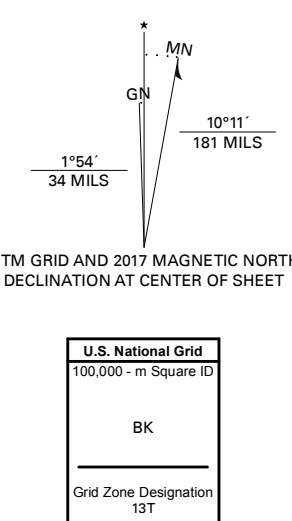 MN
GN
10°11´
181 MILS
1°54´
34 MILS
TM GRID AND 2017 MAGNETIC NORTH
DECLINATION AT CENTER OF SHEET
U.S. National Grid
100,000 - m Square ID
BK
Grid Zone Designation
13T